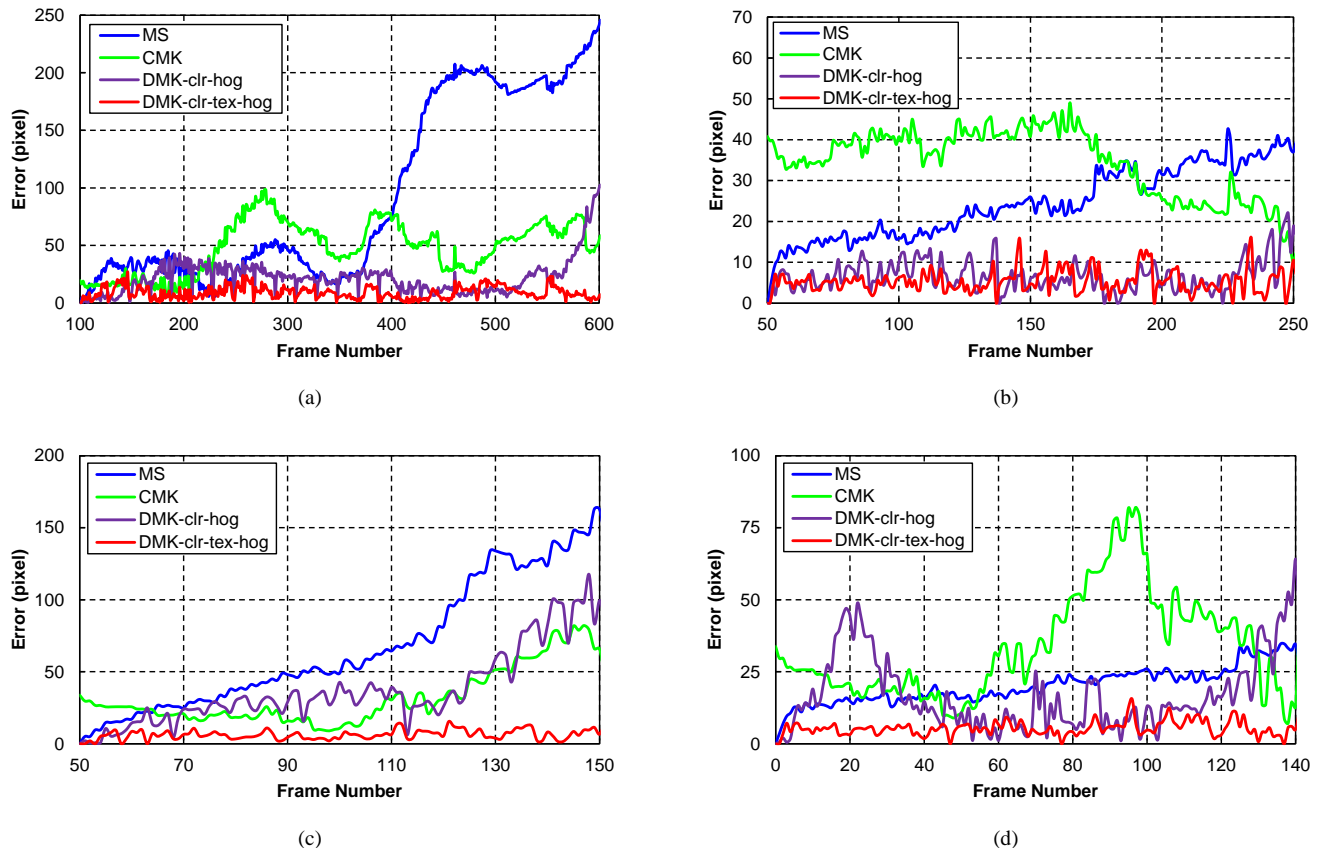 250
200
150
100
50
0
Error (pixel)
MS
CMK
DMK-clr-hog
DMK-clr-tex-hog
100 200 300 400 500 600
Frame Number
(a)
70
60
50
40
30
20
10
0
Error (pixel)
MS
CMK
DMK-clr-hog
DMK-clr-tex-hog
50 100 150 200 250
Frame Number
(b)
200
150
100
50
0
Error (pixel)
MS
CMK
DMK-clr-hog
DMK-clr-tex-hog
50 70 90 110 130 150
Frame Number
(c)
100
75
50
25
0
Error (pixel)
MS
CMK
DMK-clr-hog
DMK-clr-tex-hog
0 20 40 60 80 100 120 140
Frame Number
(d)